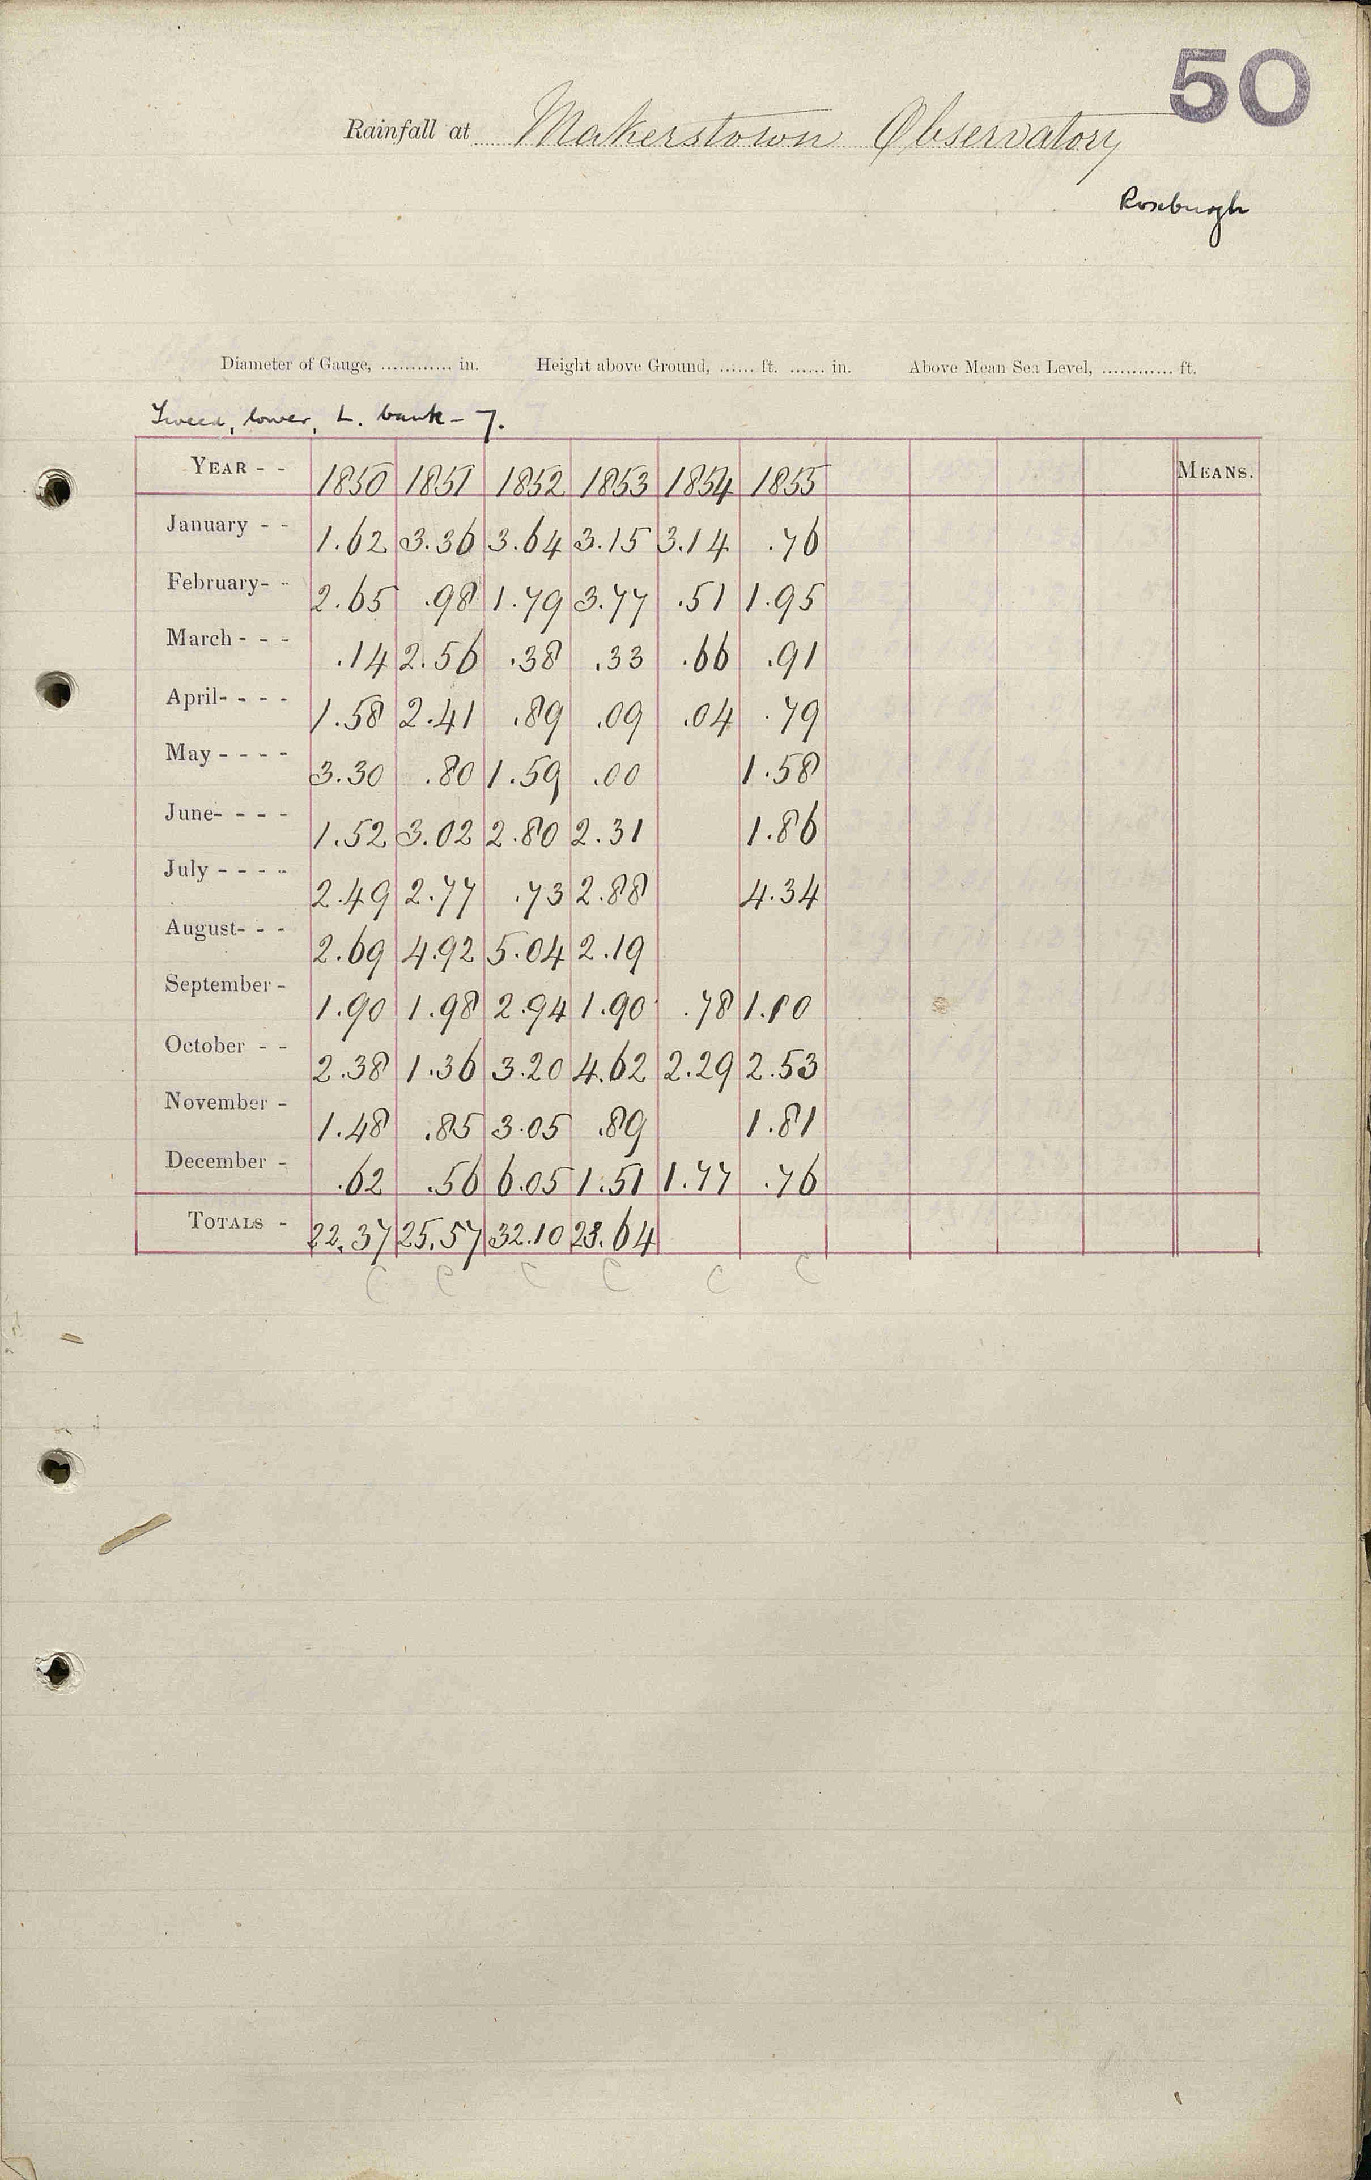 50
Rainfall at Makerstown Observatory
Roxburgh
Diameter of Gauge, ............ in. Height above Ground, ...... ft. ...... in. Above Mean Sea Level, ............ ft.
Tweed, lower, L. bank - 7.
YEAR - - 1850 1851 1852 1853 1854 1855 MEANS.
January - - 1.62 3.36 3.64 3.15 3.14 .76
February- - 2.65 .98 1.79 3.77 .51 1.95
March - - - .14 2.56 .38 .33 .66 .91
April- - - - 1.58 2.41 .89 .09 .04 .79
May - - - - 3.30 .80 1.59 .00 1.58
June- - - - 1.52 3.02 2.80 2.31 1.86
July - - - - 2.49 2.77 .73 2.88 4.34
August- - - 2.69 4.92 5.04 2.19
September - 1.90 1.98 2.94 1.90 .78 1.10
October - - 2.38 1.36 3.20 4.62 2.29 2.53
November - 1.48 .85 3.05 .89 1.81
December - .62 .56 6.05 1.51 1.77 .76
TOTALS - 22.37 25.57 32.10 23.64
C C C C C C